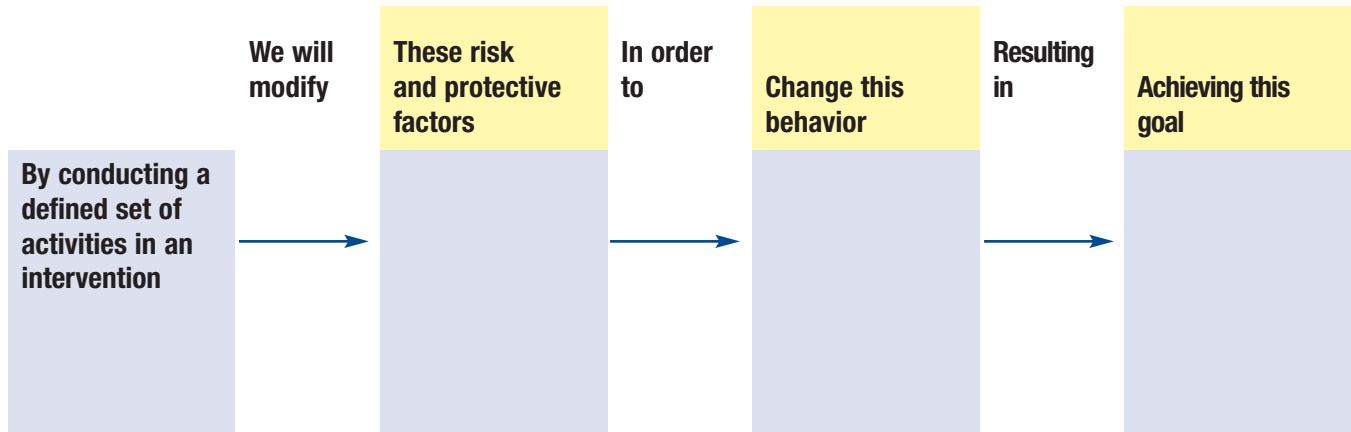 By conducting a
defined set of
activities in an
intervention
We will
modify
These risk
and protective
factors
In order
to
Change this
behavior
Resulting
in
Achieving this
goal